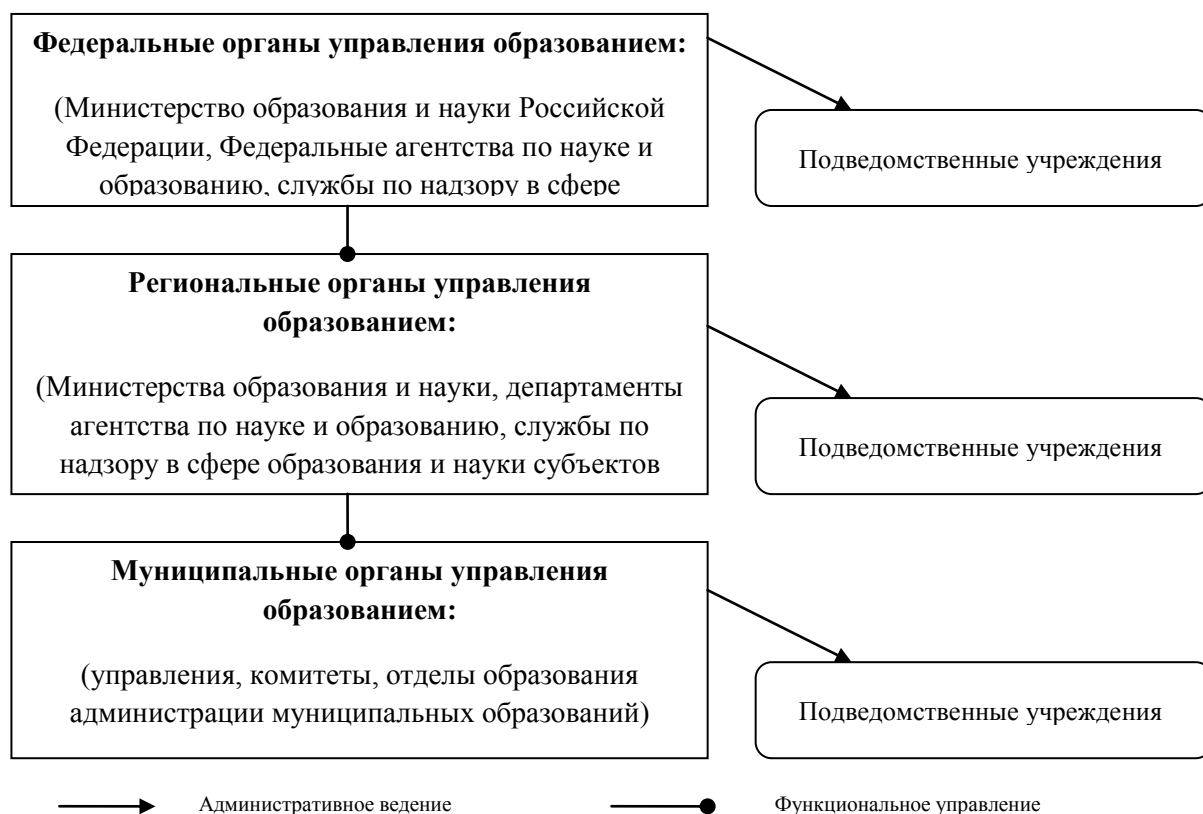 Федеральные органы управления образованием:
(Министерство образования и науки Российской
Федерации, Федеральные агентства по науке и
образованию, службы по надзору в сфере
Подведомственные учреждения
Региональные органы управления
образованием:
(Министерства образования и науки, департаменты
агентства по науке и образованию, службы по
надзору в сфере образования и науки субъектов
Подведомственные учреждения
Муниципальные органы управления
образованием:
(управления, комитеты, отделы образования
администрации муниципальных образований)
Подведомственные учреждения
Административное ведение
Функциональное управление